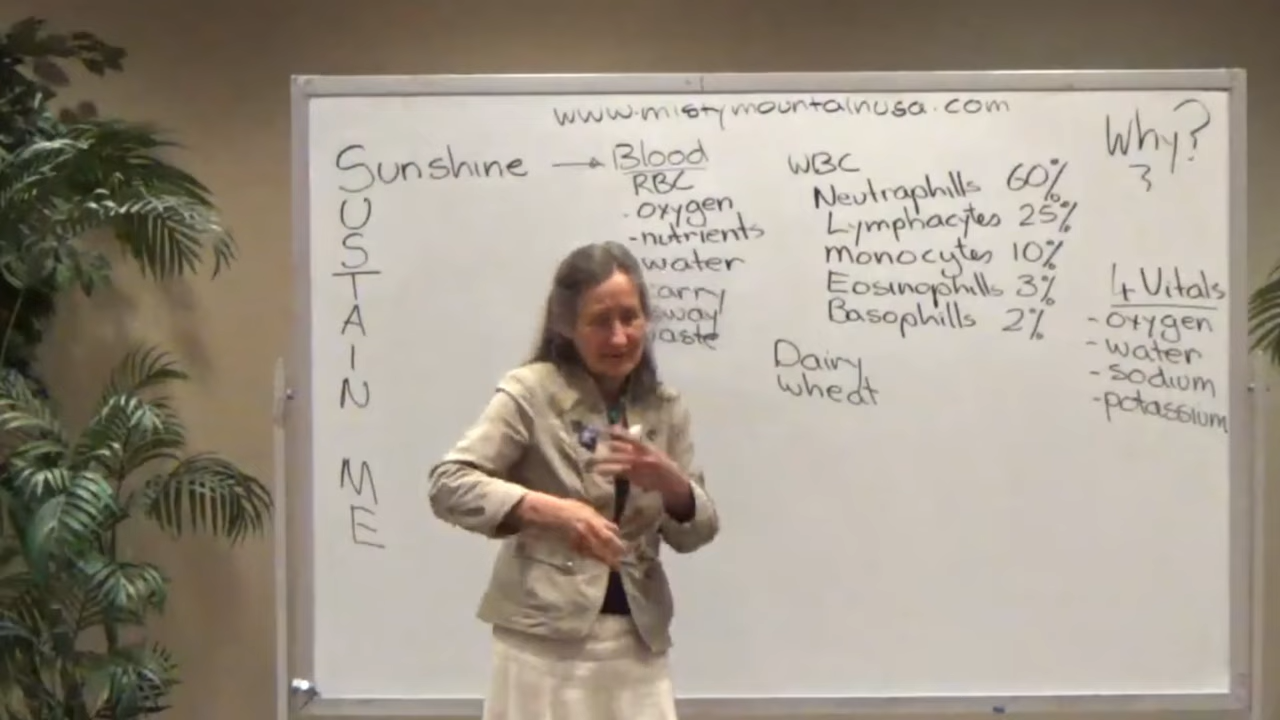 www.mistymountainusa.com
Sunshine → Blood
U
S
T
A
I
N
M
E
RBC
- oxygen
- nutrients
water
carry
away
waste
WBC
Neutraphills 60%
Lymphacytes 25%
monocytes 10%
Eosinophills 3%
Basophills 2%
Dairy
wheat
Why?
3
4 Vitals
- oxygen
- water
- sodium
- potassium